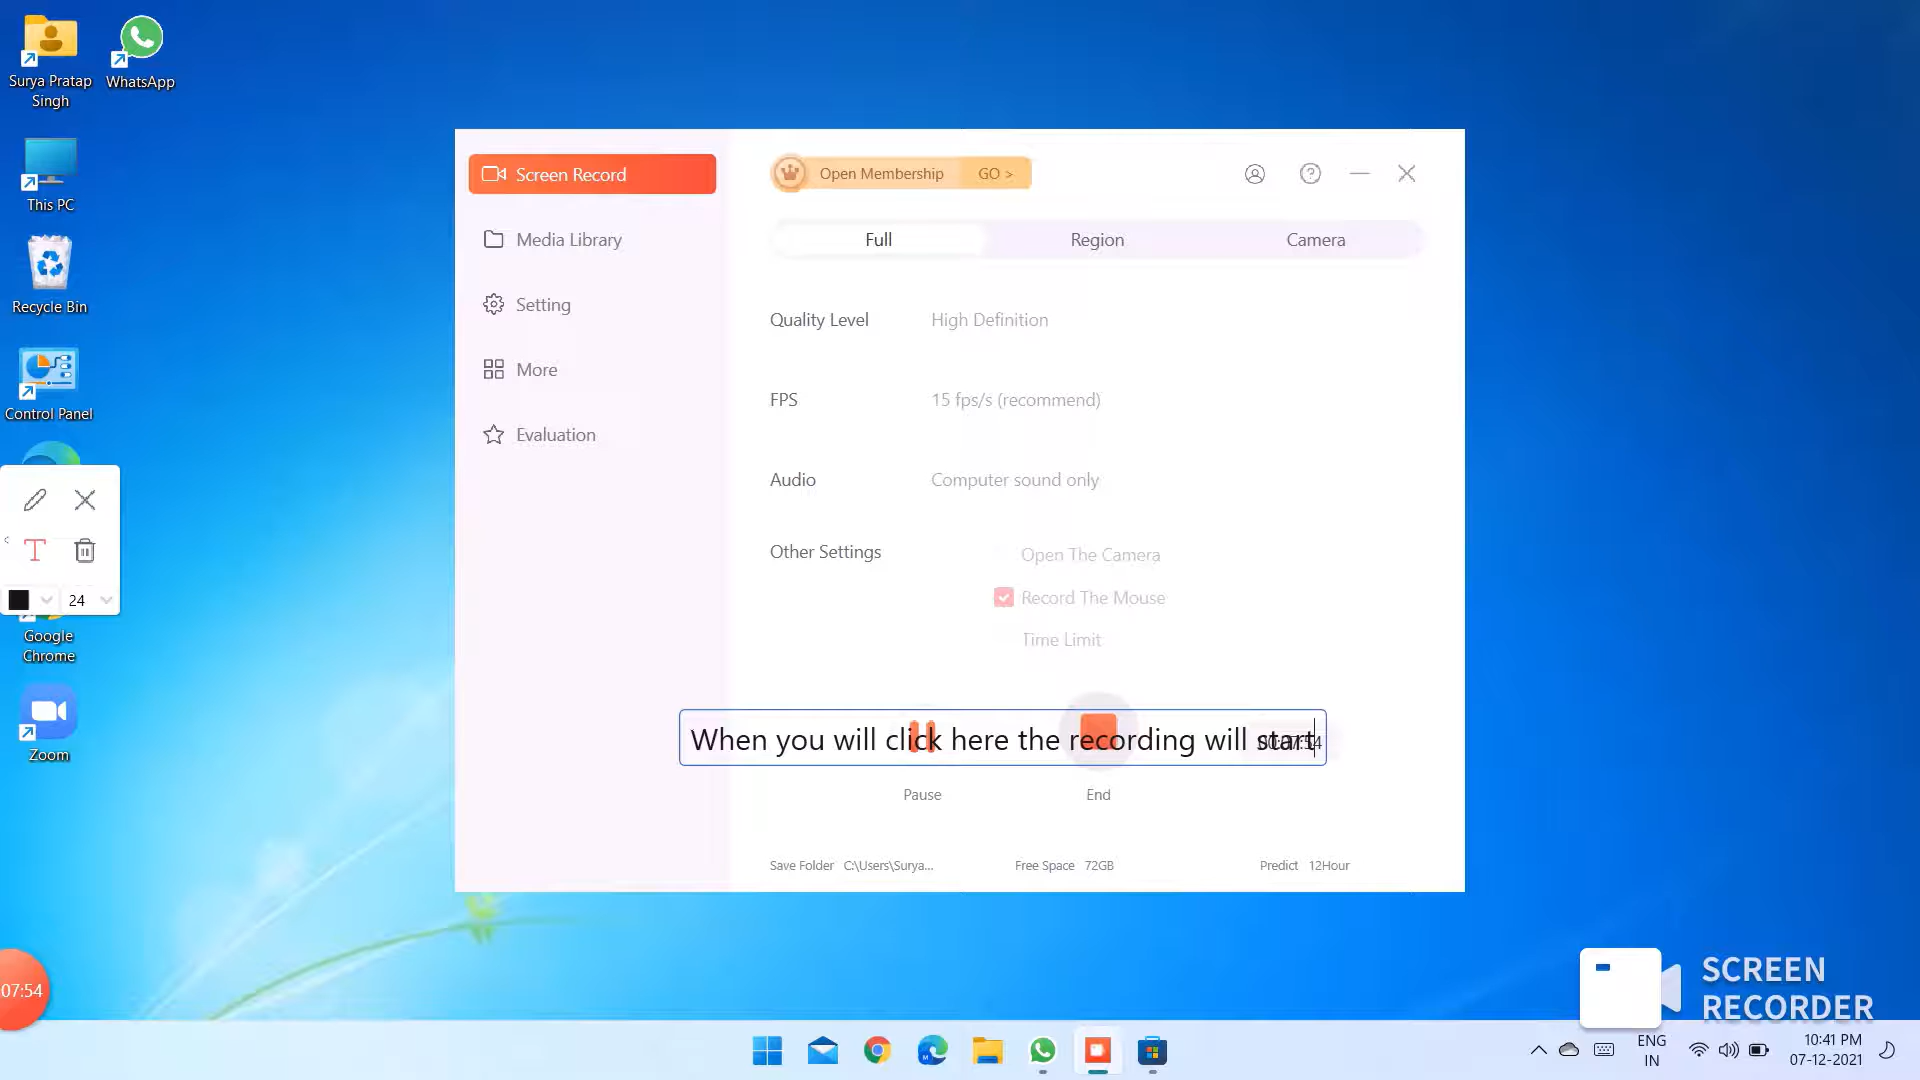 Surya Pratap
Singh
WhatsApp
This PC
Recycle Bin
Control Panel
Google
Chrome
Zoom
24
07:54
Screen Record
Media Library
Setting
More
Evaluation
Open Membership GO >
Full Region Camera
Quality Level High Definition
FPS 15 fps/s (recommend)
Audio Computer sound only
Other Settings
Open The Camera
Record The Mouse
Time Limit
When you will click here the recording will start
Pause End
Save Folder C:\Users\Surya... Free Space 72GB Predict 12Hour
SCREEN
RECORDER
ENG
IN
10:41 PM
07-12-2021